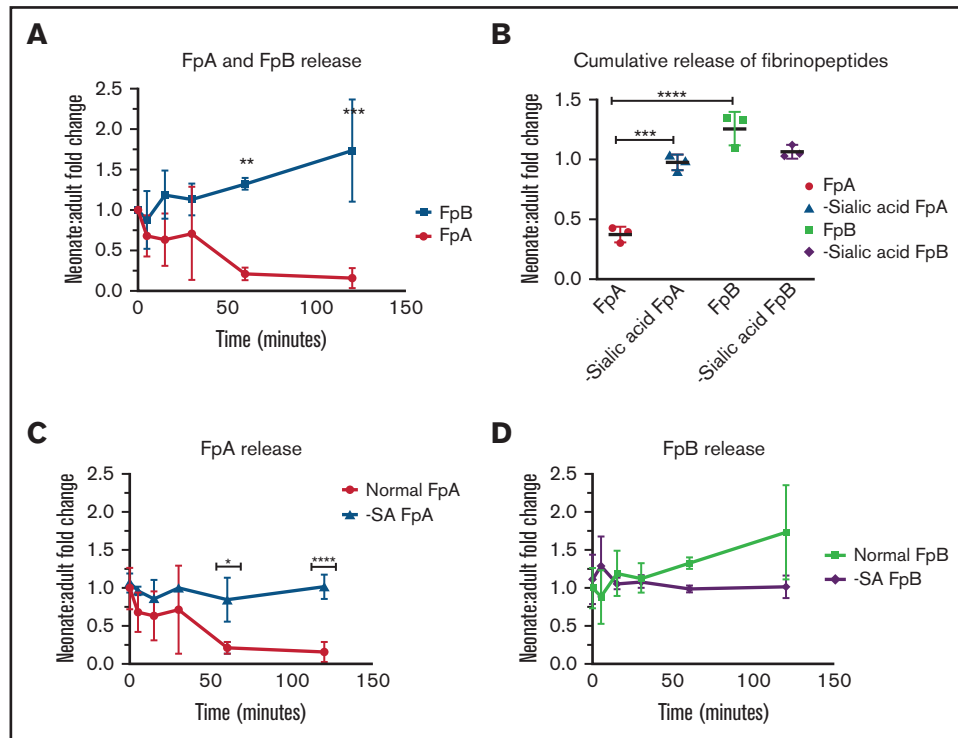 A
FpA and FpB release
Neonate:adult fold change
2.5
2.0
1.5
1.0
0.5
0.0
**
***
FpB
FpA
0
50
100
150
Time (minutes)
B
Cumulative release of fibrinopeptides
Neonate:adult fold change
1.5
1.0
0.5
0.0
****
***
FpA
-Sialic acid FpA
FpB
-Sialic acid FpB
FpA
-Sialic acid FpA
FpB
-Sialic acid FpB
C
FpA release
Neonate:adult fold change
2.5
2.0
1.5
1.0
0.5
0.0
Normal FpA
-SA FpA
*
****
0
50
100
150
Time (minutes)
D
FpB release
Neonate:adult fold change
2.5
2.0
1.5
1.0
0.5
0.0
Normal FpB
-SA FpB
0
50
100
150
Time (minutes)